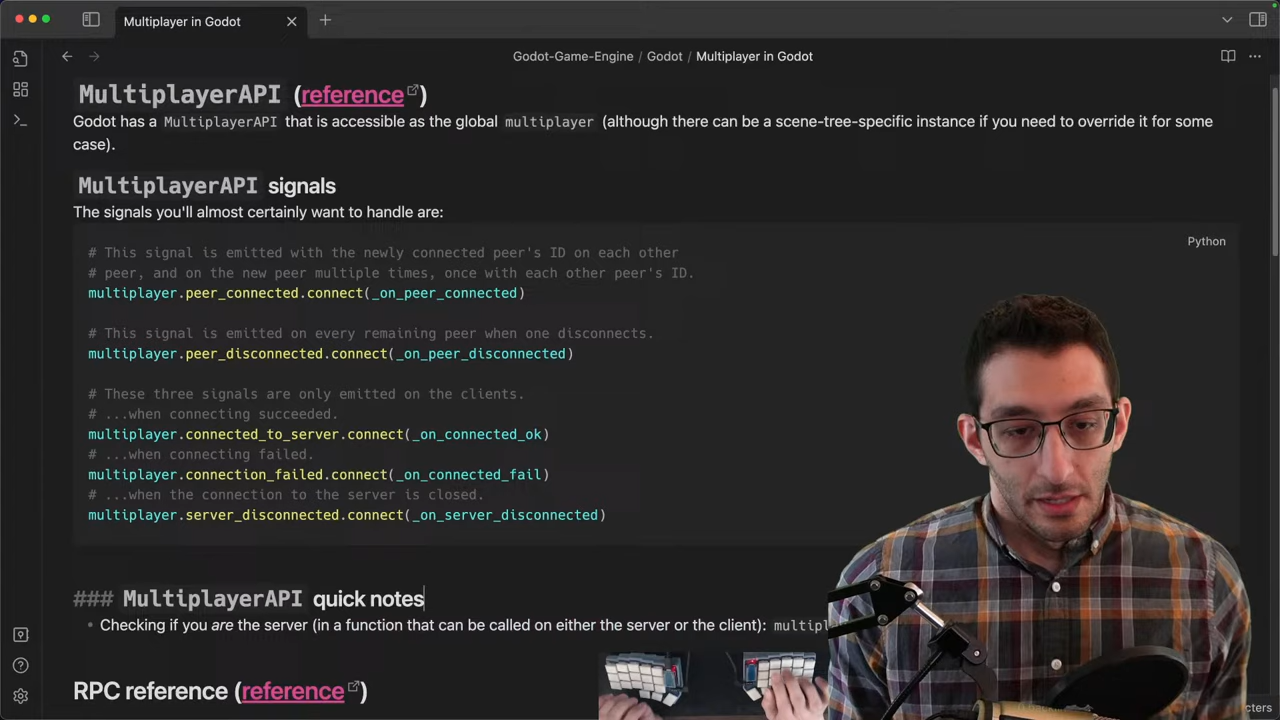 Multiplayer in Godot
Godot-Game-Engine / Godot / Multiplayer in Godot
MultiplayerAPI (reference)
Godot has a MultiplayerAPI that is accessible as the global multiplayer (although there can be a scene-tree-specific instance if you need to override it for some
case).
MultiplayerAPI signals
The signals you'll almost certainly want to handle are:
Python
# This signal is emitted with the newly connected peer's ID on each other
# peer, and on the new peer multiple times, once with each other peer's ID.
multiplayer.peer_connected.connect(_on_peer_connected)
# This signal is emitted on every remaining peer when one disconnects.
multiplayer.peer_disconnected.connect(_on_peer_disconnected)
# These three signals are only emitted on the clients.
# ...when connecting succeeded.
multiplayer.connected_to_server.connect(_on_connected_ok)
# ...when connecting failed.
multiplayer.connection_failed.connect(_on_connected_fail)
# ...when the connection to the server is closed.
multiplayer.server_disconnected.connect(_on_server_disconnected)
### MultiplayerAPI quick notes
Checking if you are the server (in a function that can be called on either the server or the client):
RPC reference (reference)